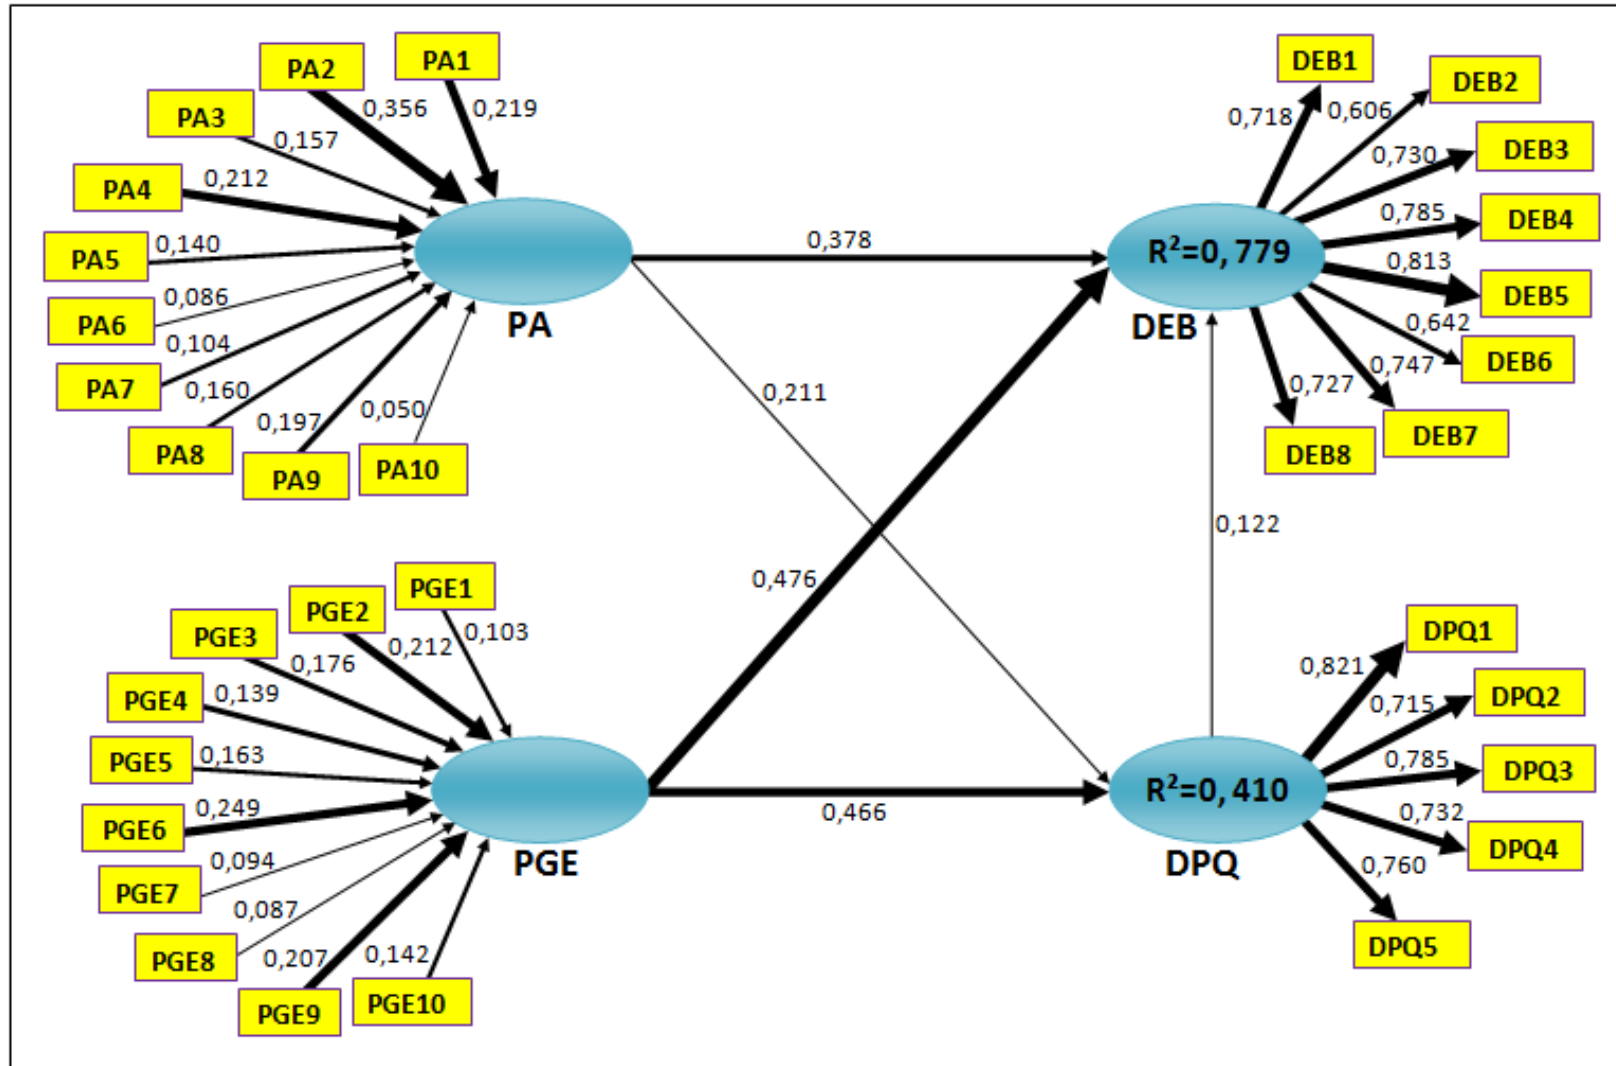 PA1
PA2
0,356
0,219
PA3
0,157
PA4
0,212
PA5
0,140
PA6
0,086
PA7
0,104
PA8
0,160
PA9
0,197
PA10
0,050
PA
0,378
0,211
0,476
0,466
0,122
DEB1
0,718
DEB2
0,606
DEB3
0,730
DEB4
0,785
DEB5
0,813
DEB6
0,642
DEB7
0,747
DEB8
0,727
R²=0,779
DEB
PGE1
0,103
PGE2
0,212
PGE3
0,176
PGE4
0,139
PGE5
0,163
PGE6
0,249
PGE7
0,094
PGE8
0,087
PGE9
0,207
PGE10
0,142
PGE
DPQ1
0,821
DPQ2
0,715
DPQ3
0,785
DPQ4
0,732
DPQ5
0,760
R²=0,410
DPQ